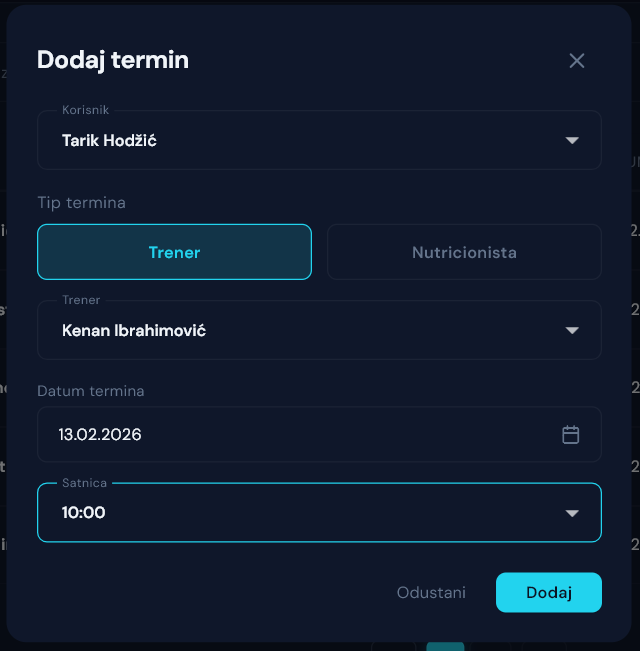 Dodaj termin
Korisnik
Tarik Hodžić
Tip termina
Trener Nutricionista
Trener
Kenan Ibrahimović
Datum termina
13.02.2026
Satnica
10:00
Odustani Dodaj